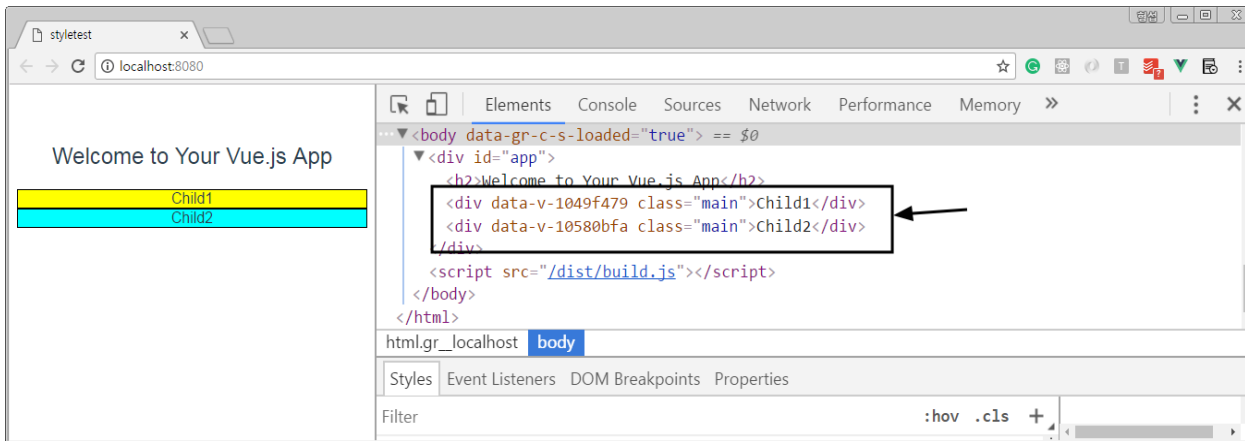 형섭
styletest
localhost:8080
T
?
Elements Console Sources Network Performance Memory »
Welcome to Your Vue.js App
Child1
Child2
··· ▼<body data-gr-c-s-loaded="true"> == $0
▼<div id="app">
<h2>Welcome to Your Vue.js App</h2>
<div data-v-1049f479 class="main">Child1</div>
<div data-v-10580bfa class="main">Child2</div>
</div>
<script src="/dist/build.js"></script>
</body>
</html>
html.gr__localhost body
Styles Event Listeners DOM Breakpoints Properties
Filter :hov .cls +